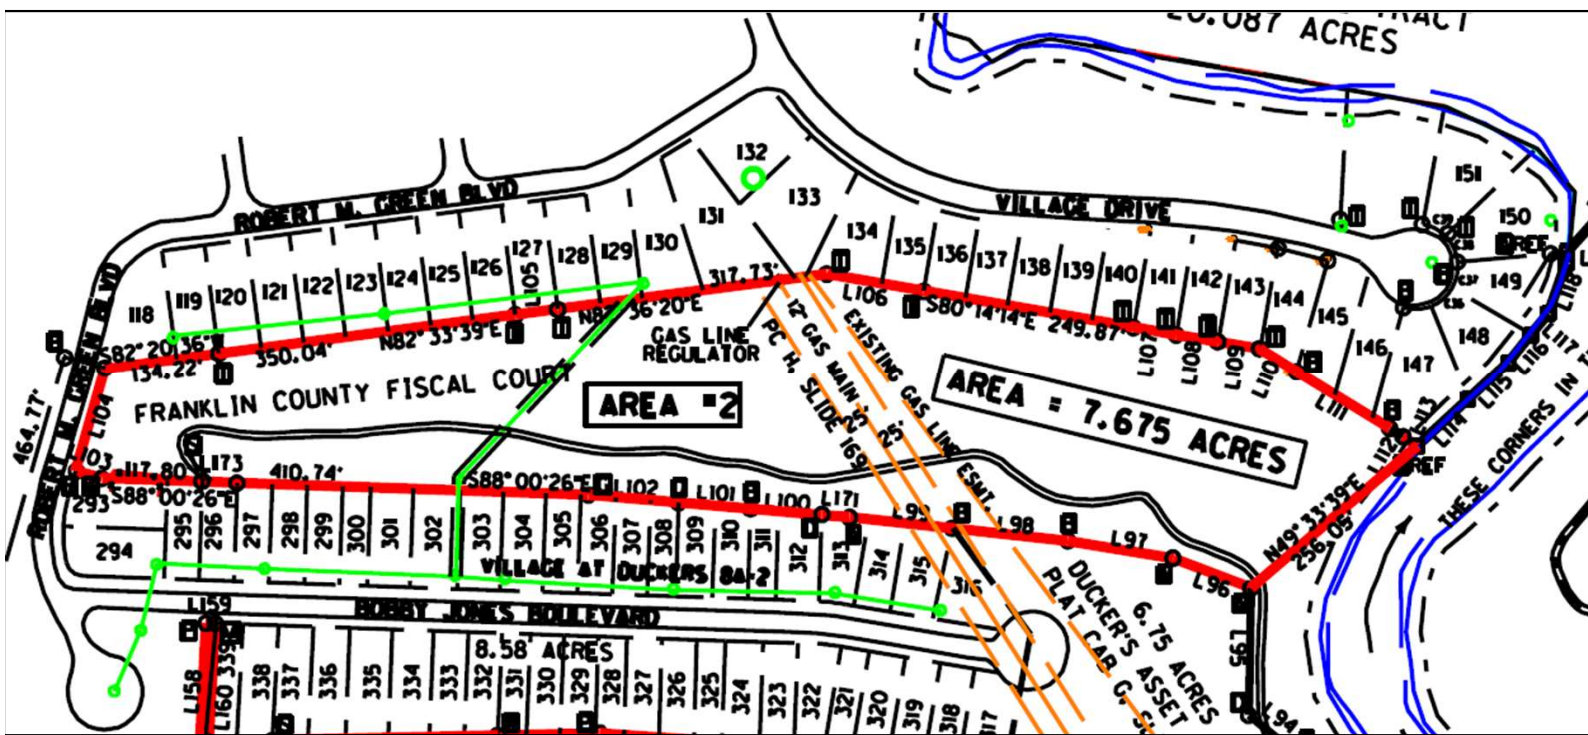 20.087 ACRES
132
151
131
133
150
ROBERT M. GREEN BLVD
VILLAGE DRIVE
REF
130
134
135
136
137
138
139
140
141
142
143
144
145
146
147
148
149
118
119
120
121
122
123
124
125
126
127
128
129
L105
317.73'
L106
S80°14'14"E 249.87'
L107
L108
L109
L110
L111
L112
L113
L114
L115
L116
L117
L118
S82°20'36"W
134.22'
350.04'
N82°33'39"E
36'20"E
GAS LINE
REGULATOR
12" GAS MAIN
PC H, SLIDE 169
25'
25'
EXISTING GAS LINE ESMT.
FRANKLIN COUNTY FISCAL COURT
AREA #2
AREA = 7.675 ACRES
ROBERT M. GREEN BLVD
464.77'
L104
103
117.80'
L173
410.74'
S88°00'26"E
S88°00'26"E
L102
L101
L100
L171
L99
L98
L97
L96
L95
L94
REF
N49°33'39"E
256.05'
THESE CORNERS IN
293
294
295
296
297
298
299
300
301
302
303
304
305
306
307
308
309
310
311
312
313
314
315
316
VILLAGE AT DUCKERS 8A-2
BOBBY JONES BOULEVARD
8.58 ACRES
DUCKER'S ASSET
PLAT CAB G,
6.75 ACRES
L159
L158
L160
339
338
337
336
335
334
333
332
331
330
329
328
327
326
325
324
323
322
321
320
319
318
317